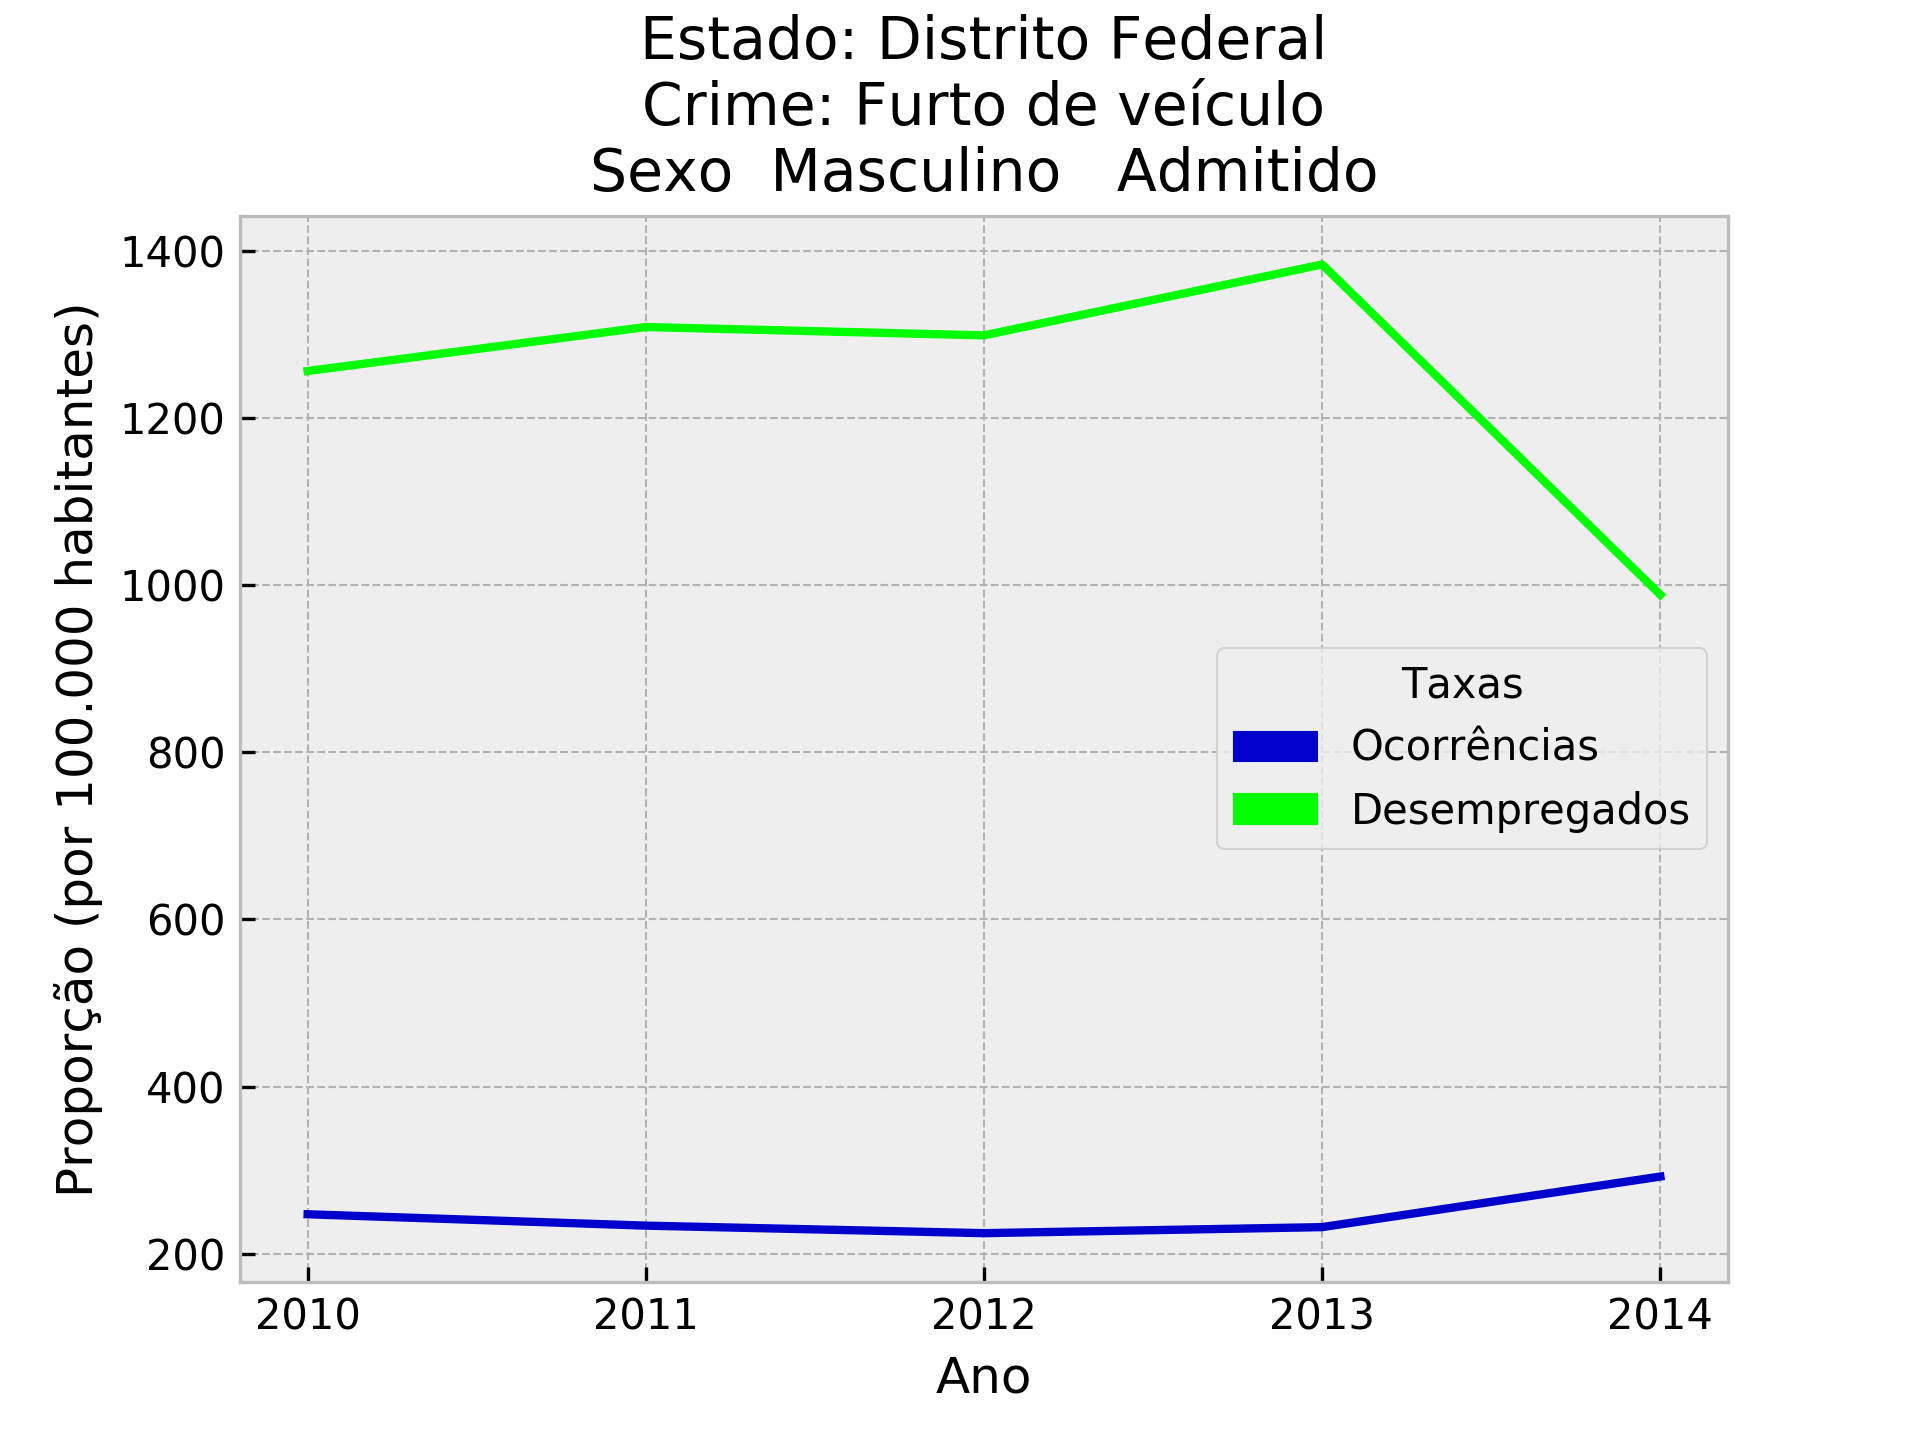 Estado: Distrito Federal
Crime: Furto de veículo
Sexo  Masculino   Admitido
Proporção (por 100.000 habitantes)
1400
1200
1000
800
600
400
200
Taxas
Ocorrências
Desempregados
2010 2011 2012 2013 2014
Ano